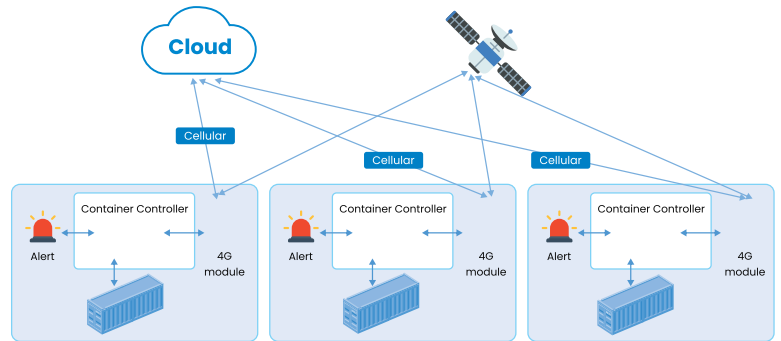 Cloud
Cellular
Cellular
Cellular
Container Controller
Alert
4G
module
Container Controller
Alert
4G
module
Container Controller
Alert
4G
module